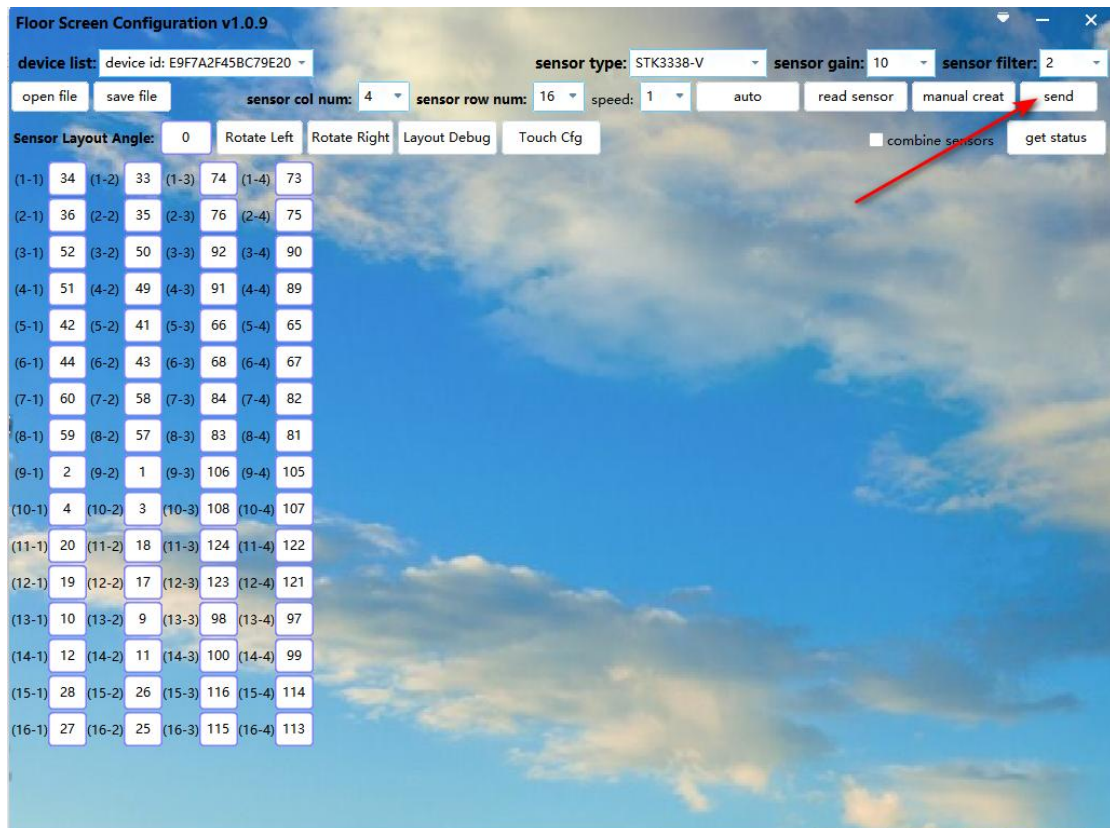 Floor Screen Configuration v1.0.9
device list: device id: E9F7A2F45BC79E20 sensor type: STK3338-V sensor gain: 10 sensor filter: 2
open file save file sensor col num: 4 sensor row num: 16 speed: 1 auto read sensor manual creat send
Sensor Layout Angle: 0 Rotate Left Rotate Right Layout Debug Touch Cfg combine sensors get status
(1-1) 34 (1-2) 33 (1-3) 74 (1-4) 73
(2-1) 36 (2-2) 35 (2-3) 76 (2-4) 75
(3-1) 52 (3-2) 50 (3-3) 92 (3-4) 90
(4-1) 51 (4-2) 49 (4-3) 91 (4-4) 89
(5-1) 42 (5-2) 41 (5-3) 66 (5-4) 65
(6-1) 44 (6-2) 43 (6-3) 68 (6-4) 67
(7-1) 60 (7-2) 58 (7-3) 84 (7-4) 82
(8-1) 59 (8-2) 57 (8-3) 83 (8-4) 81
(9-1) 2 (9-2) 1 (9-3) 106 (9-4) 105
(10-1) 4 (10-2) 3 (10-3) 108 (10-4) 107
(11-1) 20 (11-2) 18 (11-3) 124 (11-4) 122
(12-1) 19 (12-2) 17 (12-3) 123 (12-4) 121
(13-1) 10 (13-2) 9 (13-3) 98 (13-4) 97
(14-1) 12 (14-2) 11 (14-3) 100 (14-4) 99
(15-1) 28 (15-2) 26 (15-3) 116 (15-4) 114
(16-1) 27 (16-2) 25 (16-3) 115 (16-4) 113